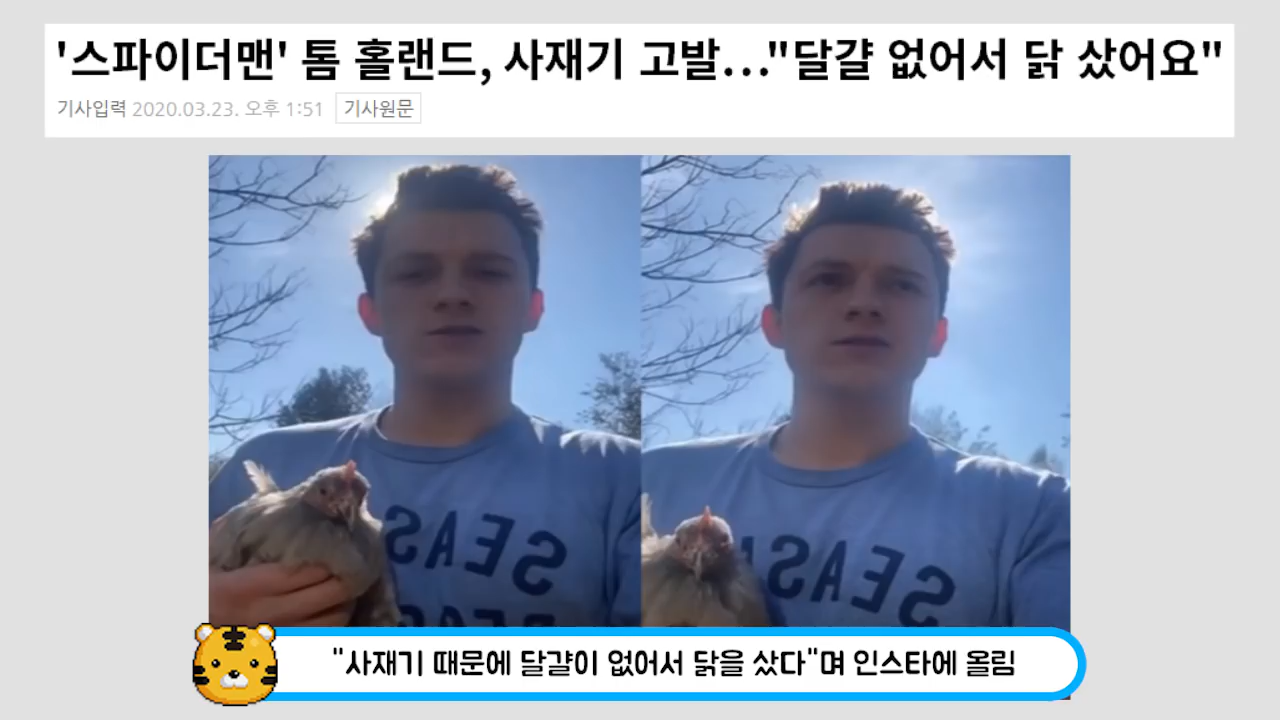 '스파이더맨' 톰 홀랜드, 사재기 고발…"달걀 없어서 닭 샀어요"
기사입력 2020.03.23. 오후 1:51 기사원문
SEAS SEAS
"사재기 때문에 달걀이 없어서 닭을 샀다"며 인스타에 올림